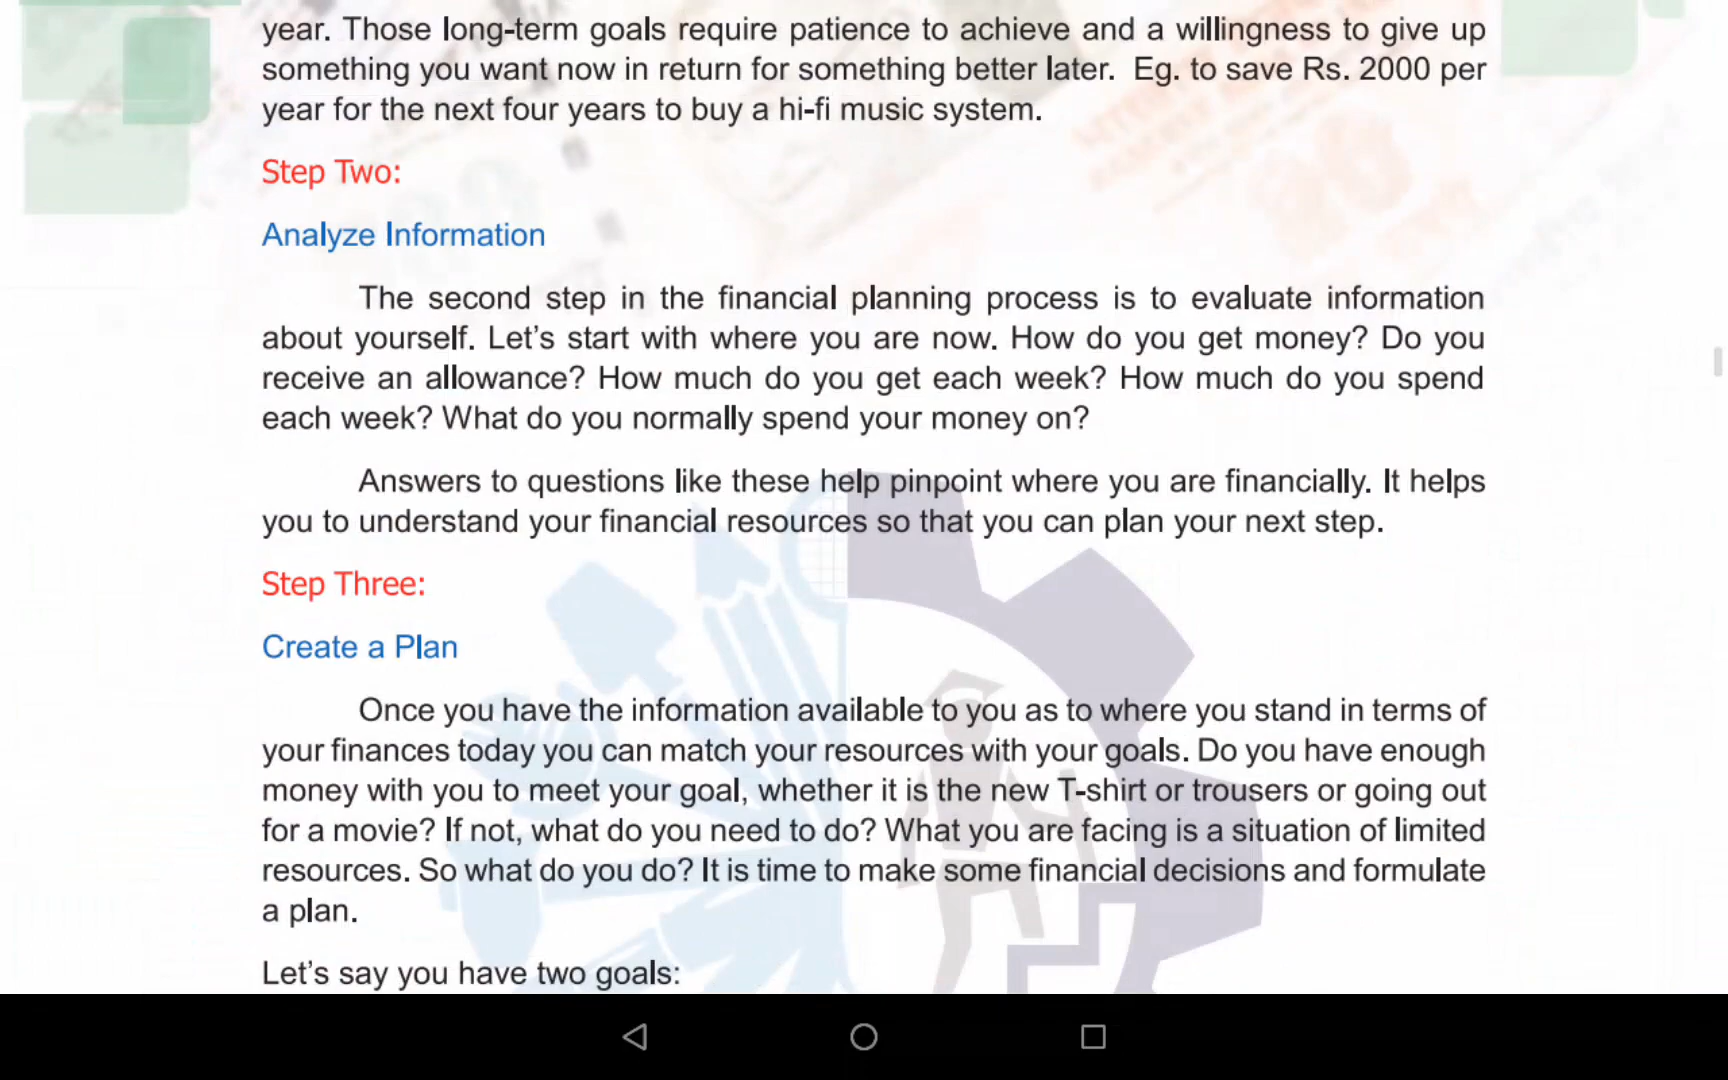 year. Those long-term goals require patience to achieve and a willingness to give up
something you want now in return for something better later.  Eg. to save Rs. 2000 per
year for the next four years to buy a hi-fi music system.
Step Two:
Analyze Information
The second step in the financial planning process is to evaluate information
about yourself. Let’s start with where you are now. How do you get money? Do you
receive an allowance? How much do you get each week? How much do you spend
each week? What do you normally spend your money on?
Answers to questions like these help pinpoint where you are financially. It helps
you to understand your financial resources so that you can plan your next step.
Step Three:
Create a Plan
Once you have the information available to you as to where you stand in terms of
your finances today you can match your resources with your goals. Do you have enough
money with you to meet your goal, whether it is the new T-shirt or trousers or going out
for a movie? If not, what do you need to do? What you are facing is a situation of limited
resources. So what do you do? It is time to make some financial decisions and formulate
a plan.
Let’s say you have two goals: